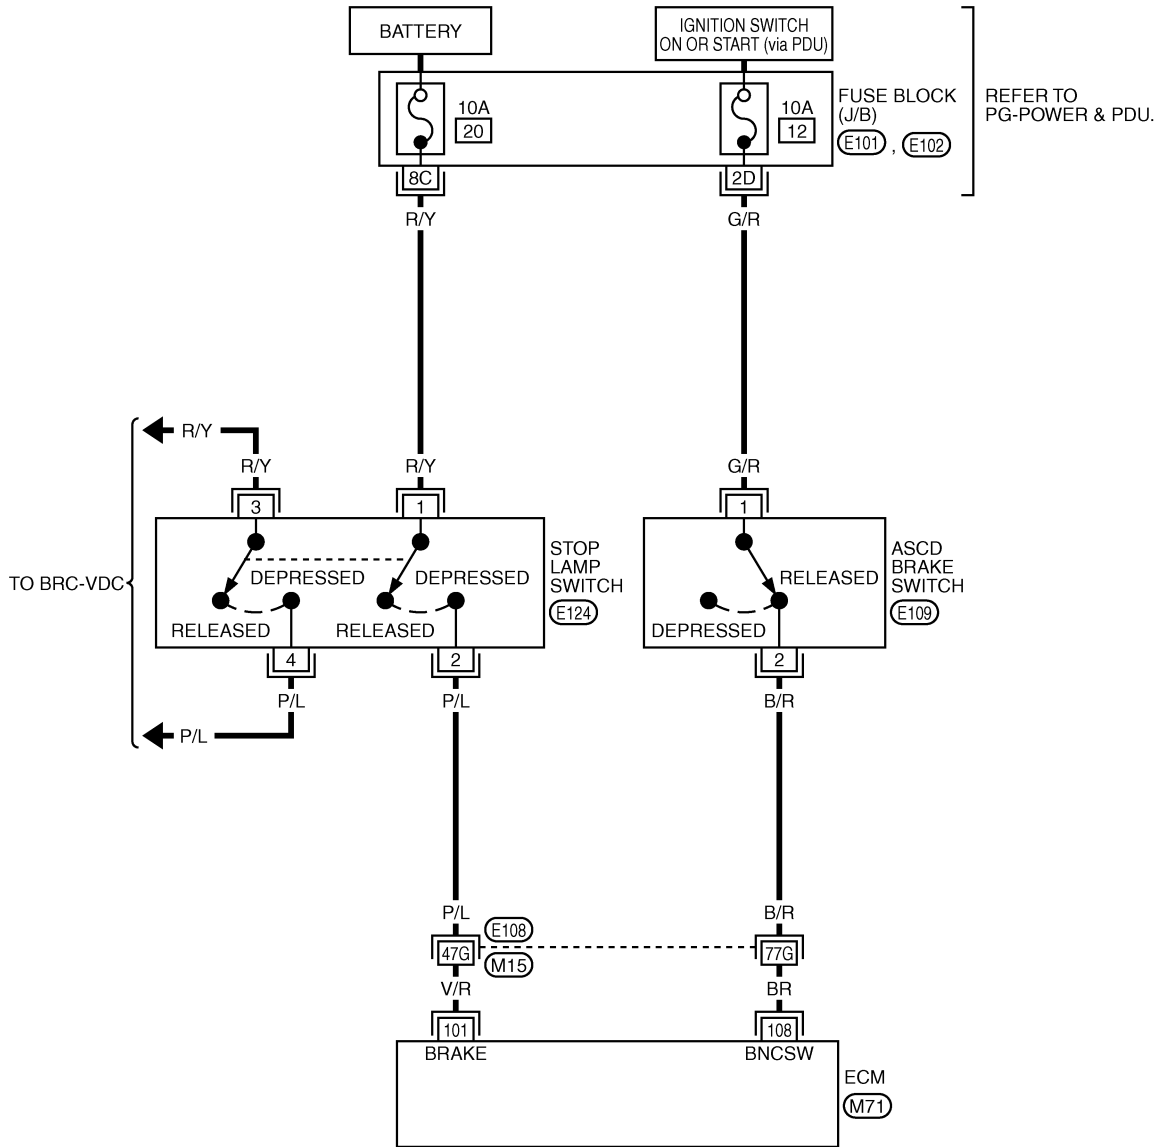 BATTERY
IGNITION SWITCH
ON OR START (via PDU)
10A
20
10A
12
FUSE BLOCK
(J/B)
E101 , E102
REFER TO
PG-POWER & PDU.
8C
2D
R/Y
G/R
R/Y
R/Y
R/Y
G/R
3
1
1
TO BRC-VDC
DEPRESSED
RELEASED
DEPRESSED
RELEASED
STOP
LAMP
SWITCH
E124
RELEASED
DEPRESSED
ASCD
BRAKE
SWITCH
E109
4
2
2
P/L
P/L
B/R
P/L
P/L
B/R
E108
47G
77G
M15
V/R
BR
101
108
BRAKE
BNCSW
ECM
M71